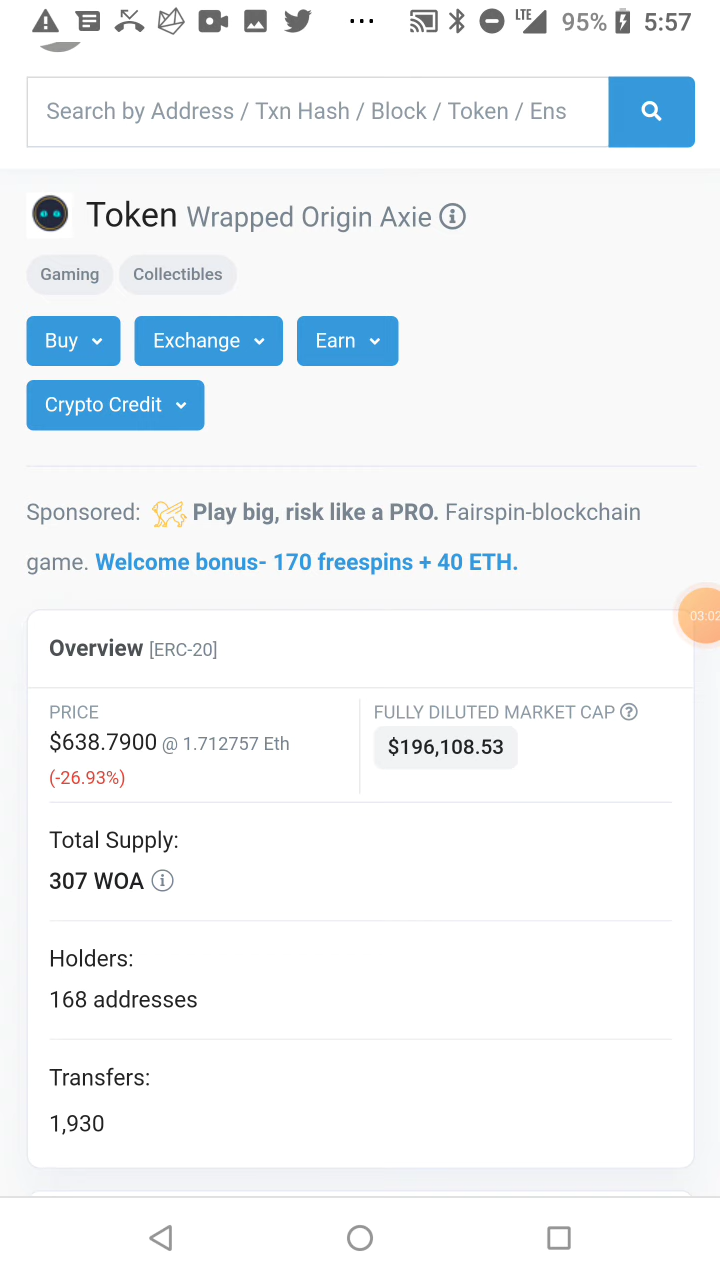 LTE 95% 5:57
Search by Address / Txn Hash / Block / Token / Ens
Token Wrapped Origin Axie
Gaming Collectibles
Buy Exchange Earn
Crypto Credit
Sponsored: Play big, risk like a PRO. Fairspin-blockchain
game. Welcome bonus- 170 freespins + 40 ETH.
03:02
Overview [ERC-20]
PRICE
$638.7900 @ 1.712757 Eth
(-26.93%)
FULLY DILUTED MARKET CAP
$196,108.53
Total Supply:
307 WOA
Holders:
168 addresses
Transfers:
1,930